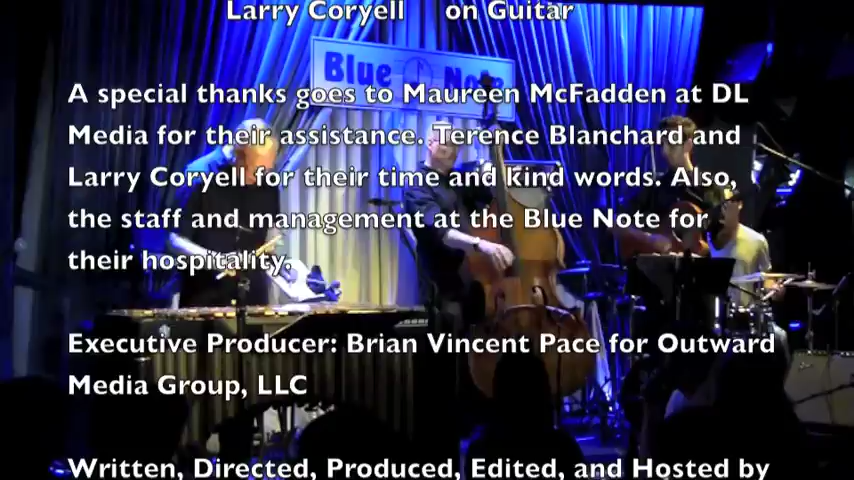 Larry Coryell on Guitar
Blue Note
A special thanks goes to Maureen McFadden at DL
Media for their assistance. Terence Blanchard and
Larry Coryell for their time and kind words. Also,
the staff and management at the Blue Note for
their hospitality.
Executive Producer: Brian Vincent Pace for Outward
Media Group, LLC
Written, Directed, Produced, Edited, and Hosted by